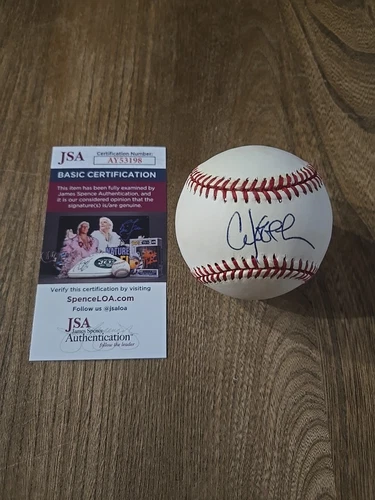 JSA
Certification Number:
AY53198
BASIC CERTIFICATION
This item has been fully examined by
James Spence Authentication, and
it is our considered opinion that the
signature(s) is/are genuine.
NATURE
Verify this certification by visiting
SpenceLOA.com
Follow us @jsaloa
JSA
James Spence
Authentication
follow the leader